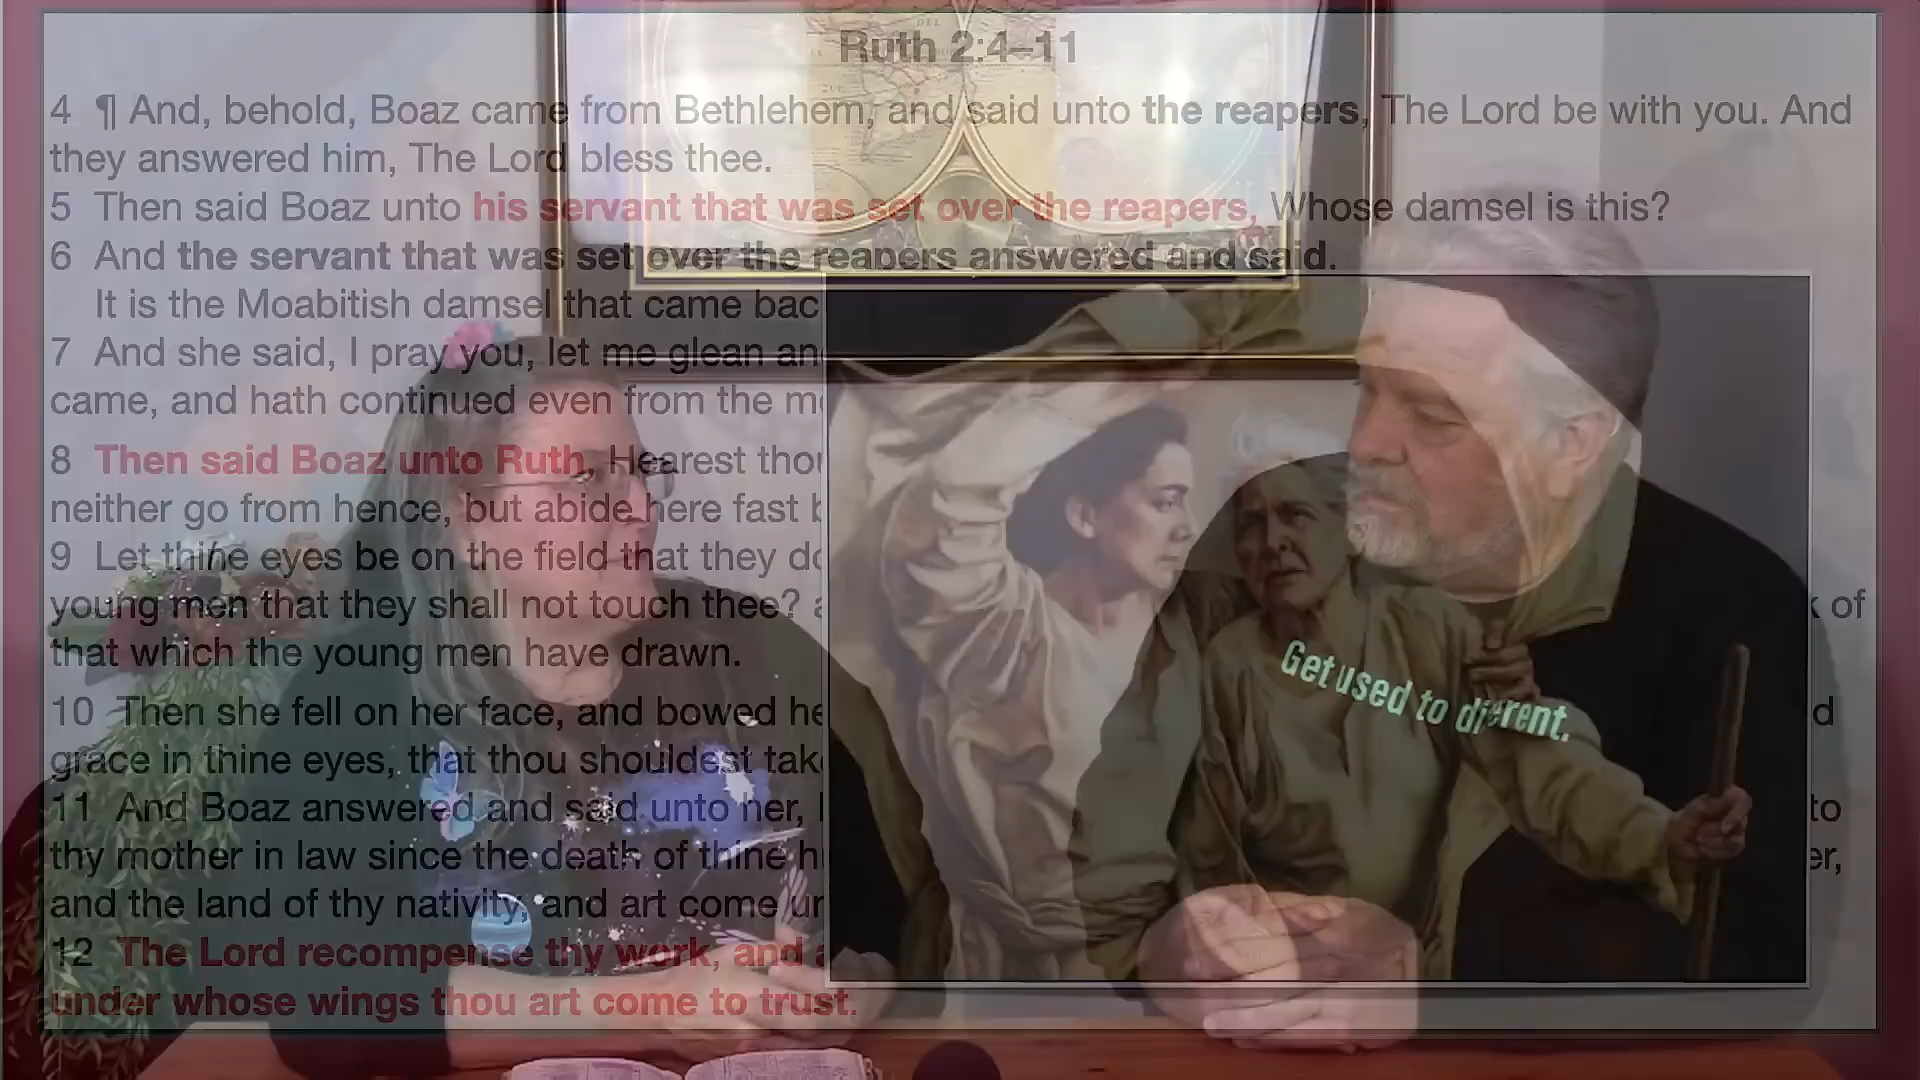 Ruth 2:4–11
4 ¶ And, behold, Boaz came from Bethlehem, and said unto the reapers, The Lord be with you. And
they answered him, The Lord bless thee.
5 Then said Boaz unto his servant that was set over the reapers, Whose damsel is this?
6 And the servant that was set over the reapers answered and said.
It is the Moabitish damsel that came bac
7 And she said, I pray you, let me glean an
came, and hath continued even from the m
8 Then said Boaz unto Ruth, Hearest thou
neither go from hence, but abide here fast b
9 Let thine eyes be on the field that they do
young men that they shall not touch thee? a
of
that which the young men have drawn.
10 Then she fell on her face, and bowed he
d
grace in thine eyes, that thou shouldest take
11 And Boaz answered and said unto her, I
to
thy mother in law since the death of thine hu
er,
and the land of thy nativity, and art come un
12 The Lord recompense thy work, and a
under whose wings thou art come to trust.
Get used to different.